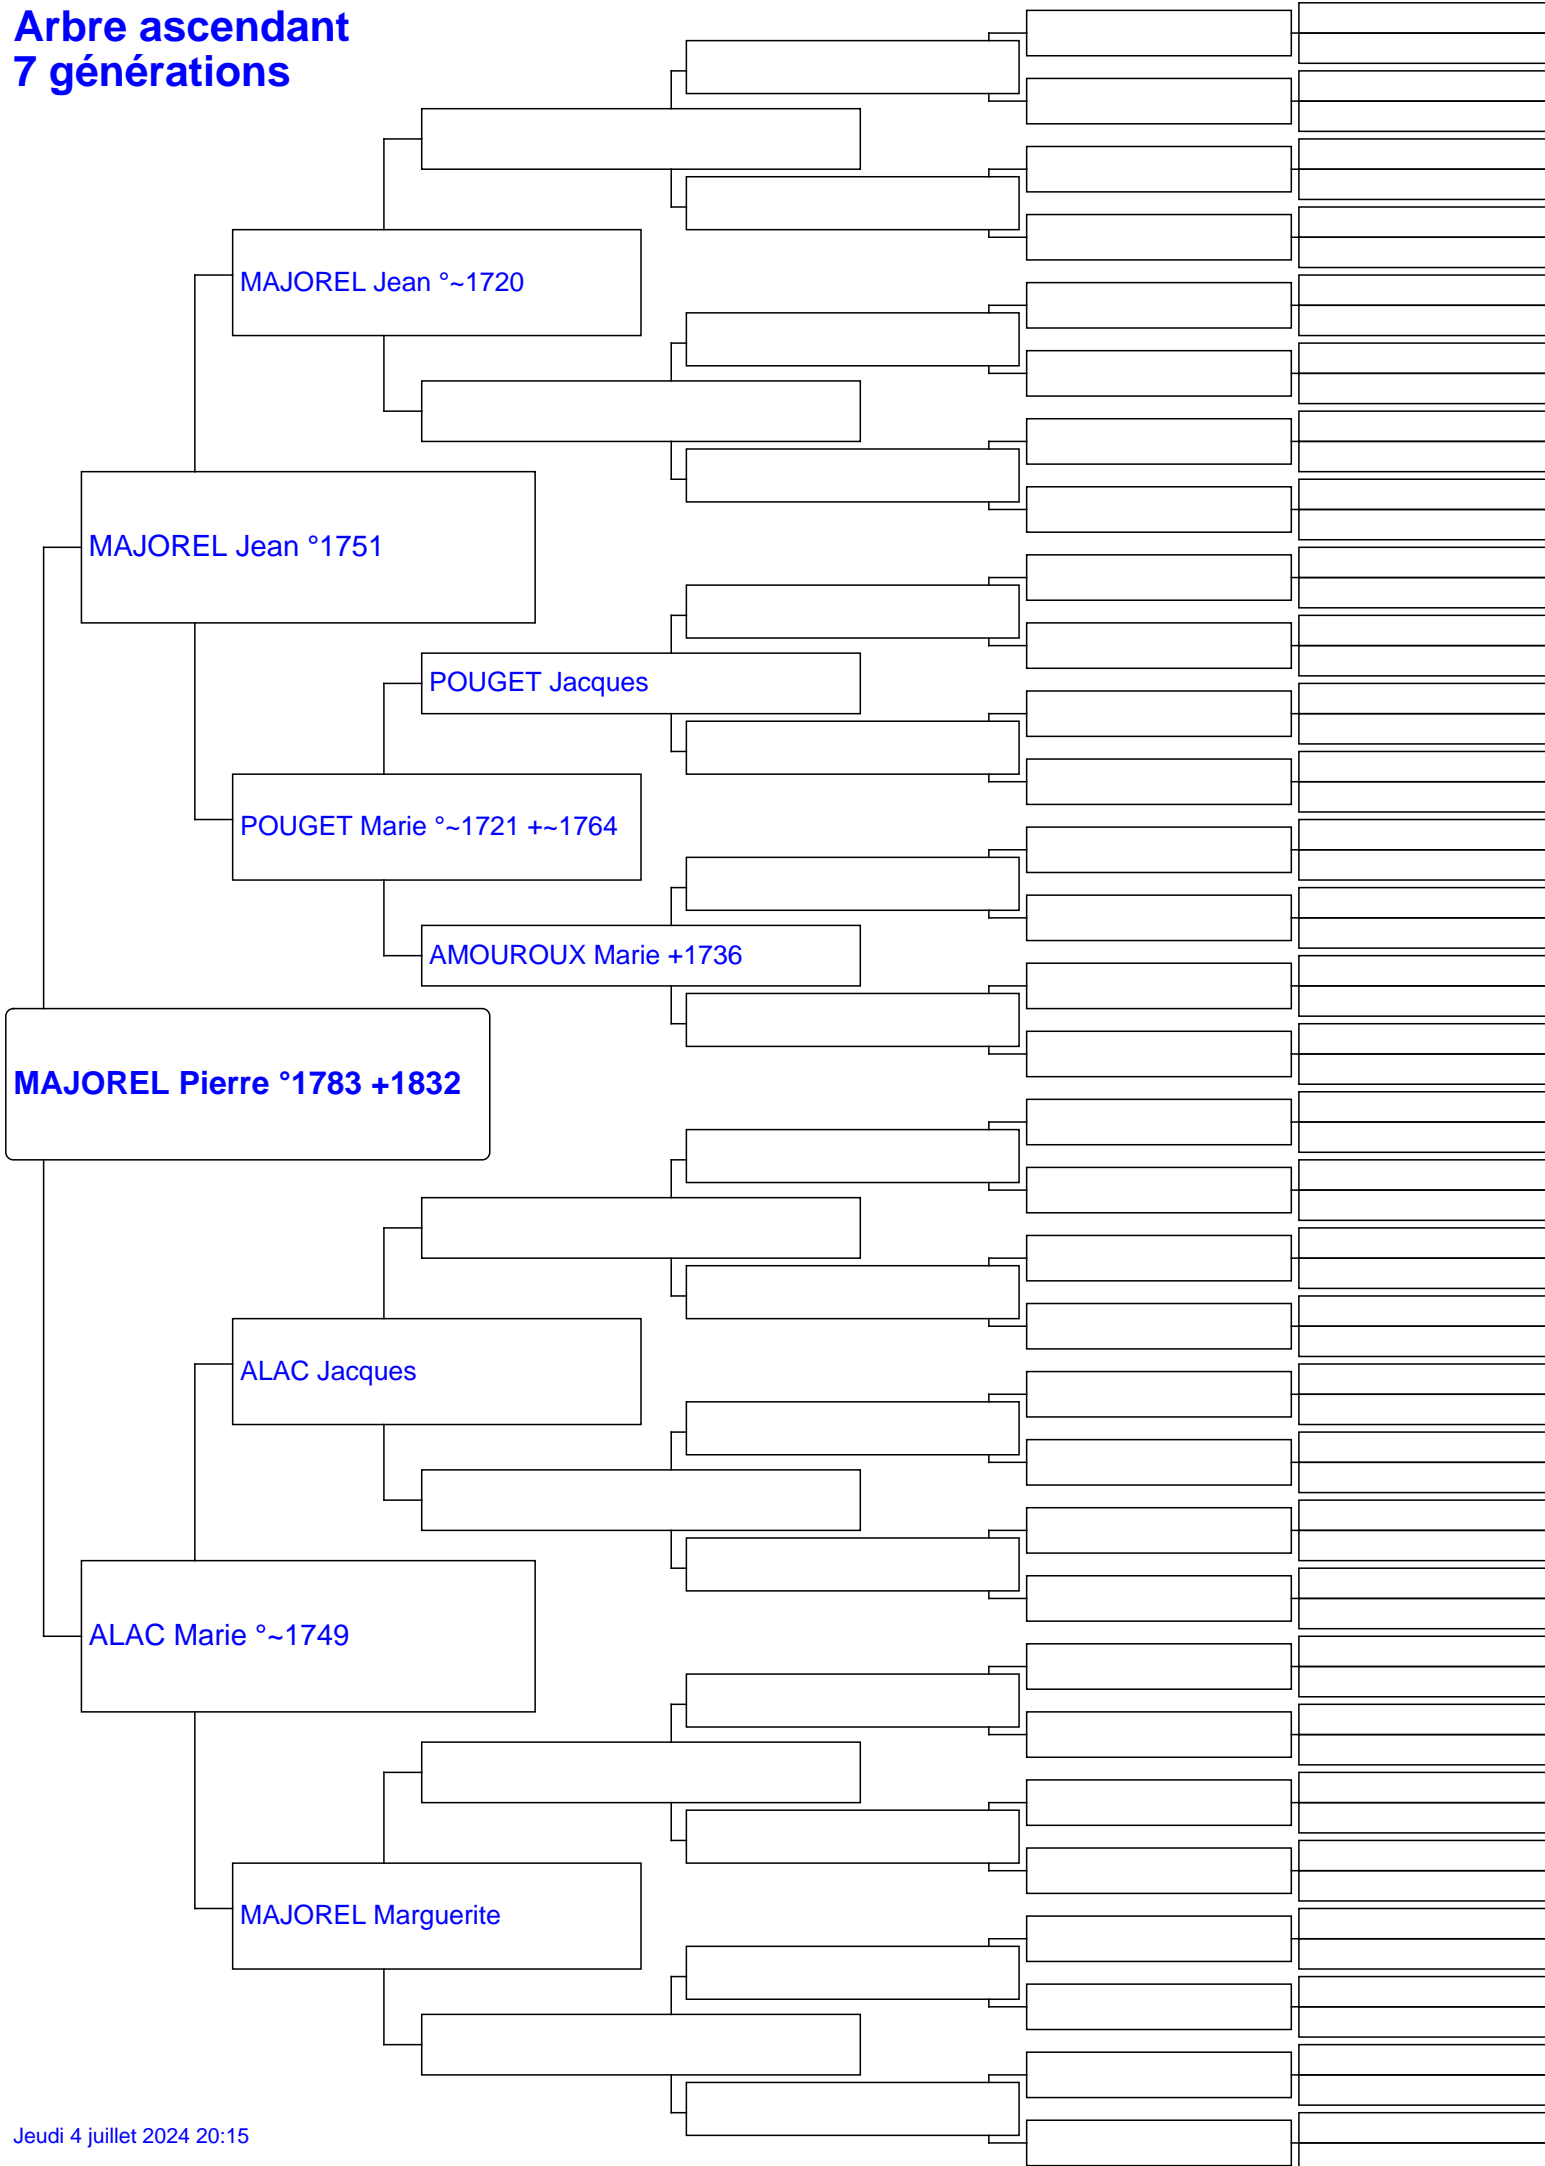 Arbre ascendant
7 générations
MAJOREL Jean °~1720
MAJOREL Jean °1751
POUGET Jacques
POUGET Marie °~1721 +~1764
AMOUROUX Marie +1736
MAJOREL Pierre °1783 +1832
ALAC Jacques
ALAC Marie °~1749
MAJOREL Marguerite
Jeudi 4 juillet 2024 20:15